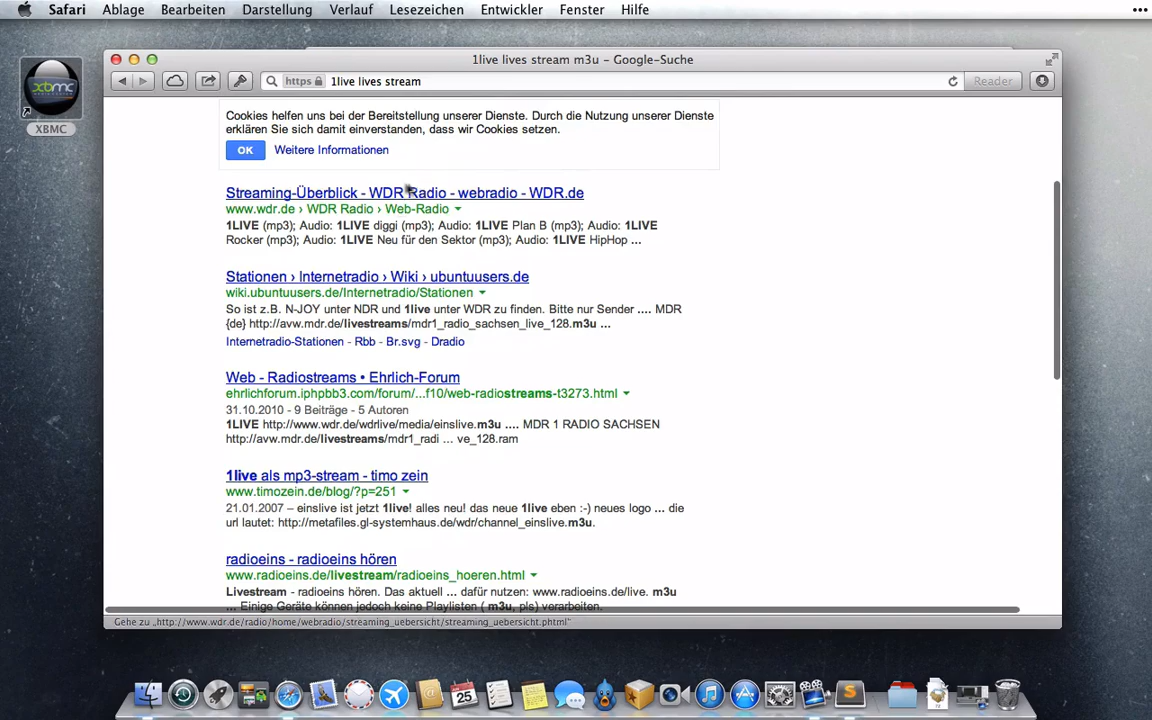 Safari Ablage Bearbeiten Darstellung Verlauf Lesezeichen Entwickler Fenster Hilfe
1live lives stream m3u – Google-Suche
https 1live lives stream Reader
xbmc
XBMC
Cookies helfen uns bei der Bereitstellung unserer Dienste. Durch die Nutzung unserer Dienste
erklären Sie sich damit einverstanden, dass wir Cookies setzen.
OK Weitere Informationen
Streaming-Überblick - WDR Radio - webradio - WDR.de
www.wdr.de › WDR Radio › Web-Radio
1LIVE (mp3); Audio: 1LIVE diggi (mp3); Audio: 1LIVE Plan B (mp3); Audio: 1LIVE
Rocker (mp3); Audio: 1LIVE Neu für den Sektor (mp3); Audio: 1LIVE HipHop ...
Stationen › Internetradio › Wiki › ubuntuusers.de
wiki.ubuntuusers.de/Internetradio/Stationen
So ist z.B. N-JOY unter NDR und 1live unter WDR zu finden. Bitte nur Sender .... MDR
{de} http://avw.mdr.de/livestreams/mdr1_radio_sachsen_live_128.m3u ...
Internetradio-Stationen - Rbb - Br.svg - Dradio
Web - Radiostreams • Ehrlich-Forum
ehrlichforum.iphpbb3.com/forum/...f10/web-radiostreams-t3273.html
31.10.2010 - 9 Beiträge - 5 Autoren
1LIVE http://www.wdr.de/wdrlive/media/einslive.m3u .... MDR 1 RADIO SACHSEN
http://avw.mdr.de/livestreams/mdr1_radi ... ve_128.ram
1live als mp3-stream - timo zein
www.timozein.de/blog/?p=251
21.01.2007 – einslive ist jetzt 1live! alles neu! das neue 1live eben :-) neues logo ... die
url lautet: http://metafiles.gl-systemhaus.de/wdr/channel_einslive.m3u.
radioeins - radioeins hören
www.radioeins.de/livestream/radioeins_hoeren.html
Livestream - radioeins hören. Das aktuell ... dafür nutzen: www.radioeins.de/live. m3u
... Einige Geräte können jedoch keine Playlisten ( m3u, pls) verarbeiten.
Gehe zu „http://www.wdr.de/radio/home/webradio/streaming_uebersicht/streaming_uebersicht.phtml"
25
S